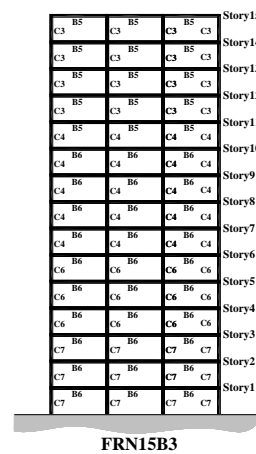 Story15
B5 B5 B5
C3 C3 C3 C3
Story14
B5 B5 B5
C3 C3 C3 C3
Story13
B5 B5 B5
C3 C3 C3 C3
Story12
B5 B5 B5
C3 C3 C3 C3
Story11
B5 B5 B5
C4 C4 C4 C4
Story10
B6 B6 B6
C4 C4 C4 C4
Story9
B6 B6 B6
C4 C4 C4 C4
Story8
B6 B6 B6
C4 C4 C4 C4
Story7
B6 B6 B6
C4 C4 C4 C4
Story6
B6 B6 B6
C6 C6 C6 C6
Story5
B6 B6 B6
C6 C6 C6 C6
Story4
B6 B6 B6
C6 C6 C6 C6
Story3
B6 B6 B6
C7 C7 C7 C7
Story2
B6 B6 B6
C7 C7 C7 C7
Story1
B6 B6 B6
C7 C7 C7 C7
FRN15B3